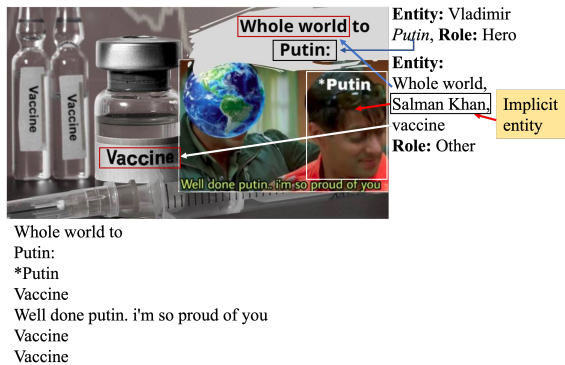 Whole world to
Putin:
*Putin
Vaccine
Vaccine
Vaccine
Well done putin.. i'm so proud of you
Entity: Vladimir
Putin, Role: Hero
Entity:
Whole world,
Salman Khan,
vaccine
Role: Other
Implicit
entity
Whole world to
Putin:
*Putin
Vaccine
Well done putin. i'm so proud of you
Vaccine
Vaccine